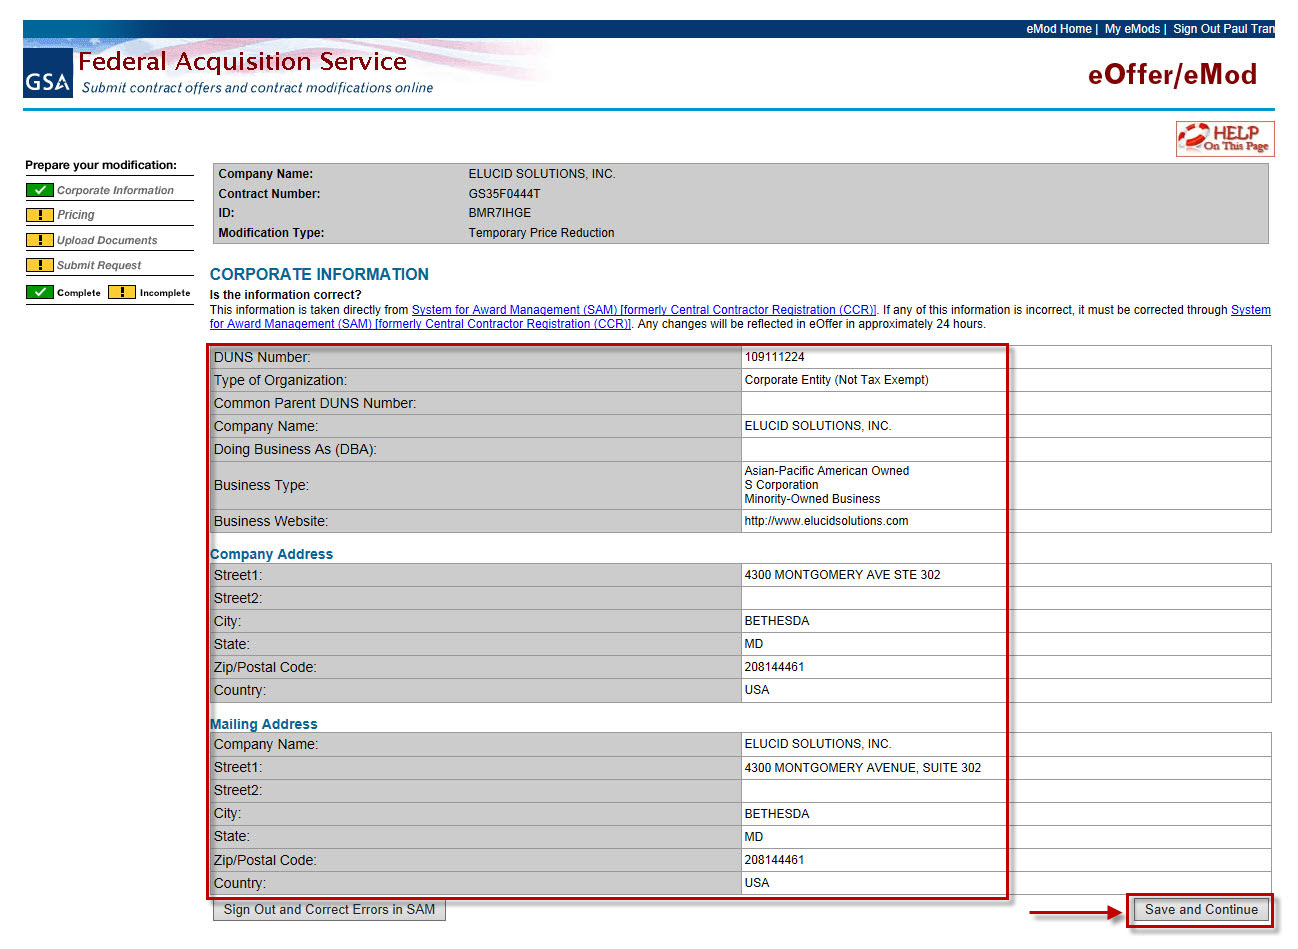 eMod Home | My eMods | Sign Out Paul Tran
GSA
Federal Acquisition Service
Submit contract offers and contract modifications online
eOffer/eMod
HELP
On This Page
Prepare your modification:
Corporate Information
Pricing
Upload Documents
Submit Request
Complete Incomplete
Company Name: ELUCID SOLUTIONS, INC.
Contract Number: GS35F0444T
ID: BMR7IHGE
Modification Type: Temporary Price Reduction
CORPORATE INFORMATION
Is the information correct?
This information is taken directly from System for Award Management (SAM) [formerly Central Contractor Registration (CCR)]. If any of this information is incorrect, it must be corrected through System
for Award Management (SAM) [formerly Central Contractor Registration (CCR)]. Any changes will be reflected in eOffer in approximately 24 hours.
DUNS Number: 109111224
Type of Organization: Corporate Entity (Not Tax Exempt)
Common Parent DUNS Number:
Company Name: ELUCID SOLUTIONS, INC.
Doing Business As (DBA):
Business Type: Asian-Pacific American Owned
S Corporation
Minority-Owned Business
Business Website: http://www.elucidsolutions.com
Company Address
Street1: 4300 MONTGOMERY AVE STE 302
Street2:
City: BETHESDA
State: MD
Zip/Postal Code: 208144461
Country: USA
Mailing Address
Company Name: ELUCID SOLUTIONS, INC.
Street1: 4300 MONTGOMERY AVENUE, SUITE 302
Street2:
City: BETHESDA
State: MD
Zip/Postal Code: 208144461
Country: USA
Sign Out and Correct Errors in SAM
Save and Continue